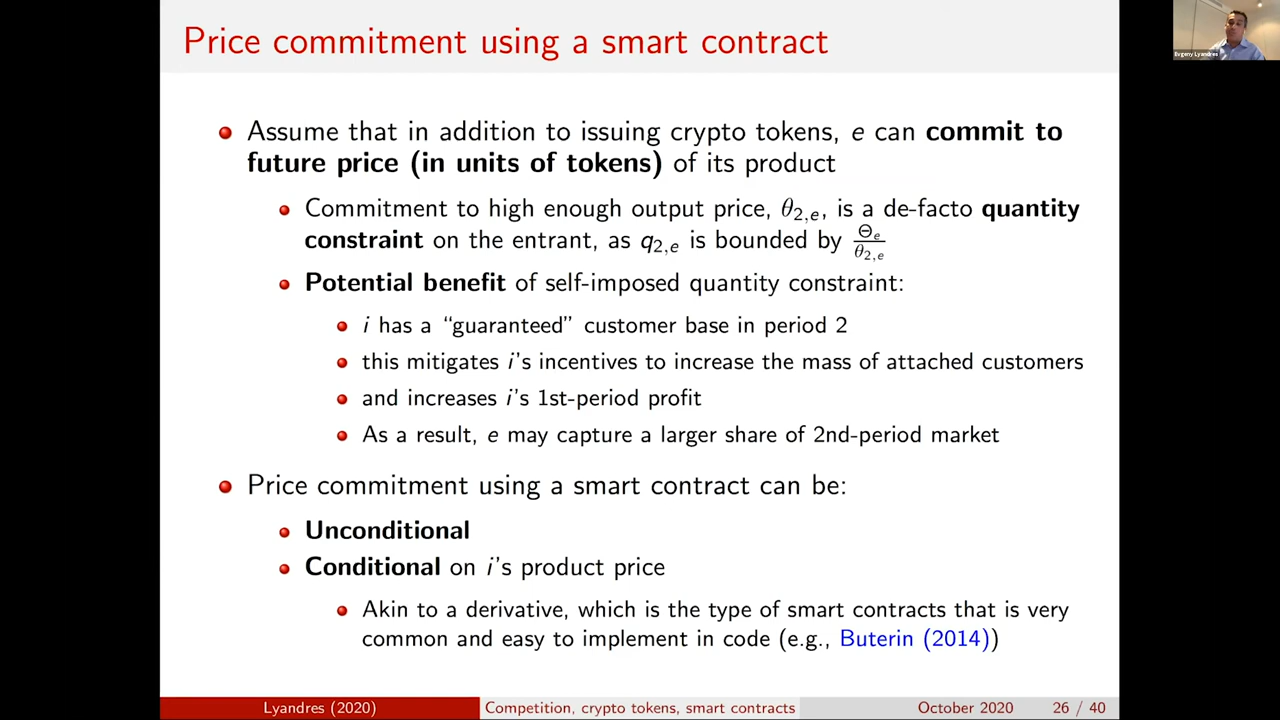 Price commitment using a smart contract
Evgeny Lyandres
Assume that in addition to issuing crypto tokens, e can commit to
future price (in units of tokens) of its product
Commitment to high enough output price, θ2,e, is a de-facto quantity
constraint on the entrant, as q2,e is bounded by Θe/θ2,e
Potential benefit of self-imposed quantity constraint:
i has a “guaranteed” customer base in period 2
this mitigates i’s incentives to increase the mass of attached customers
and increases i’s 1st-period profit
As a result, e may capture a larger share of 2nd-period market
Price commitment using a smart contract can be:
Unconditional
Conditional on i’s product price
Akin to a derivative, which is the type of smart contracts that is very
common and easy to implement in code (e.g., Buterin (2014))
Lyandres (2020) Competition, crypto tokens, smart contracts October 2020 26 / 40